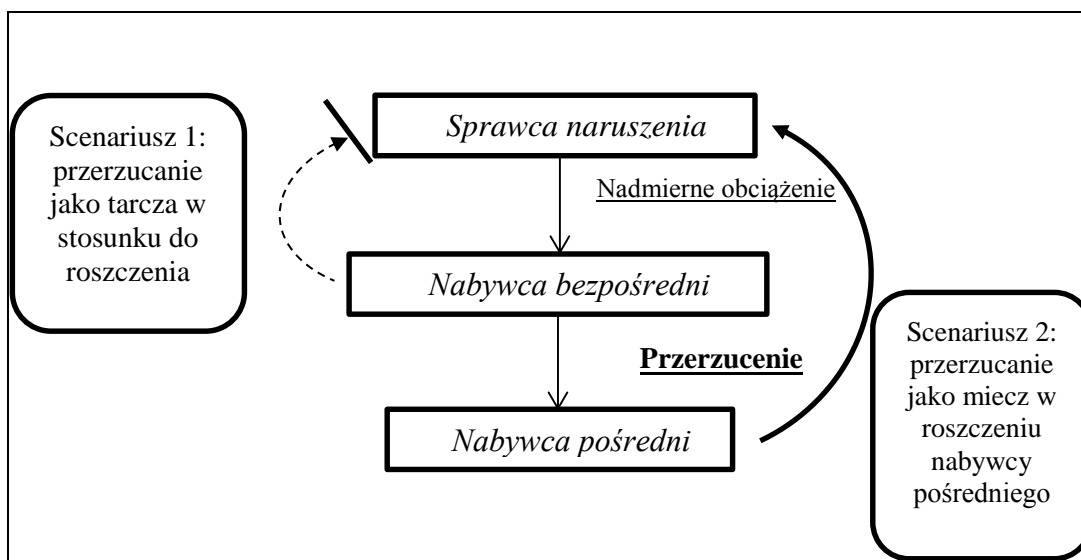 Scenariusz 1:
przerzucanie
jako tarcza w
stosunku do
roszczenia
Sprawca naruszenia
Nadmierne obciążenie
Nabywca bezpośredni
Przerzucenie
Nabywca pośredni
Scenariusz 2:
przerzucanie
jako miecz w
roszczeniu
nabywcy
pośredniego